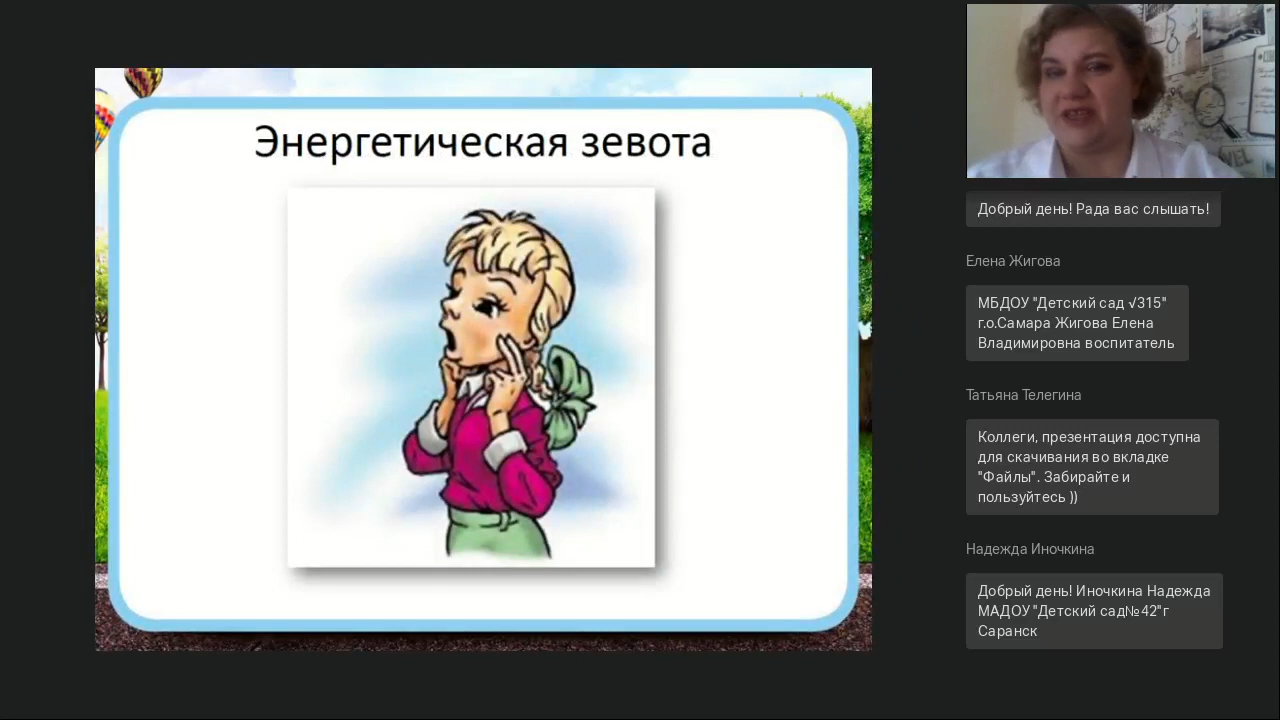 Энергетическая зевота
Добрый день! Рада вас слышать!
Елена Жигова
МБДОУ "Детский сад √315"
г.о.Самара Жигова Елена
Владимировна воспитатель
Татьяна Телегина
Коллеги, презентация доступна
для скачивания во вкладке
"Файлы". Забирайте и
пользуйтесь ))
Надежда Иночкина
Добрый день! Иночкина Надежда
МАДОУ "Детский сад№42"г
Саранск